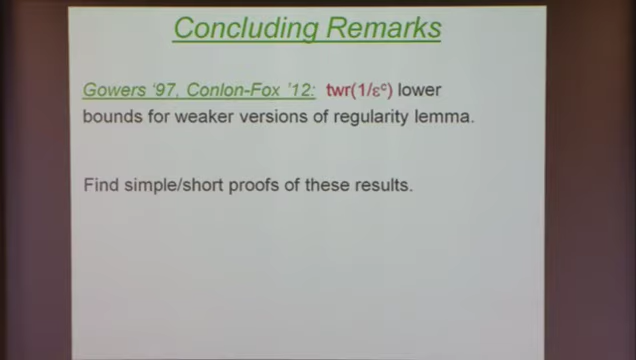 Concluding Remarks
Gowers '97, Conlon-Fox '12: twr(1/εᶜ) lower
bounds for weaker versions of regularity lemma.
Find simple/short proofs of these results.